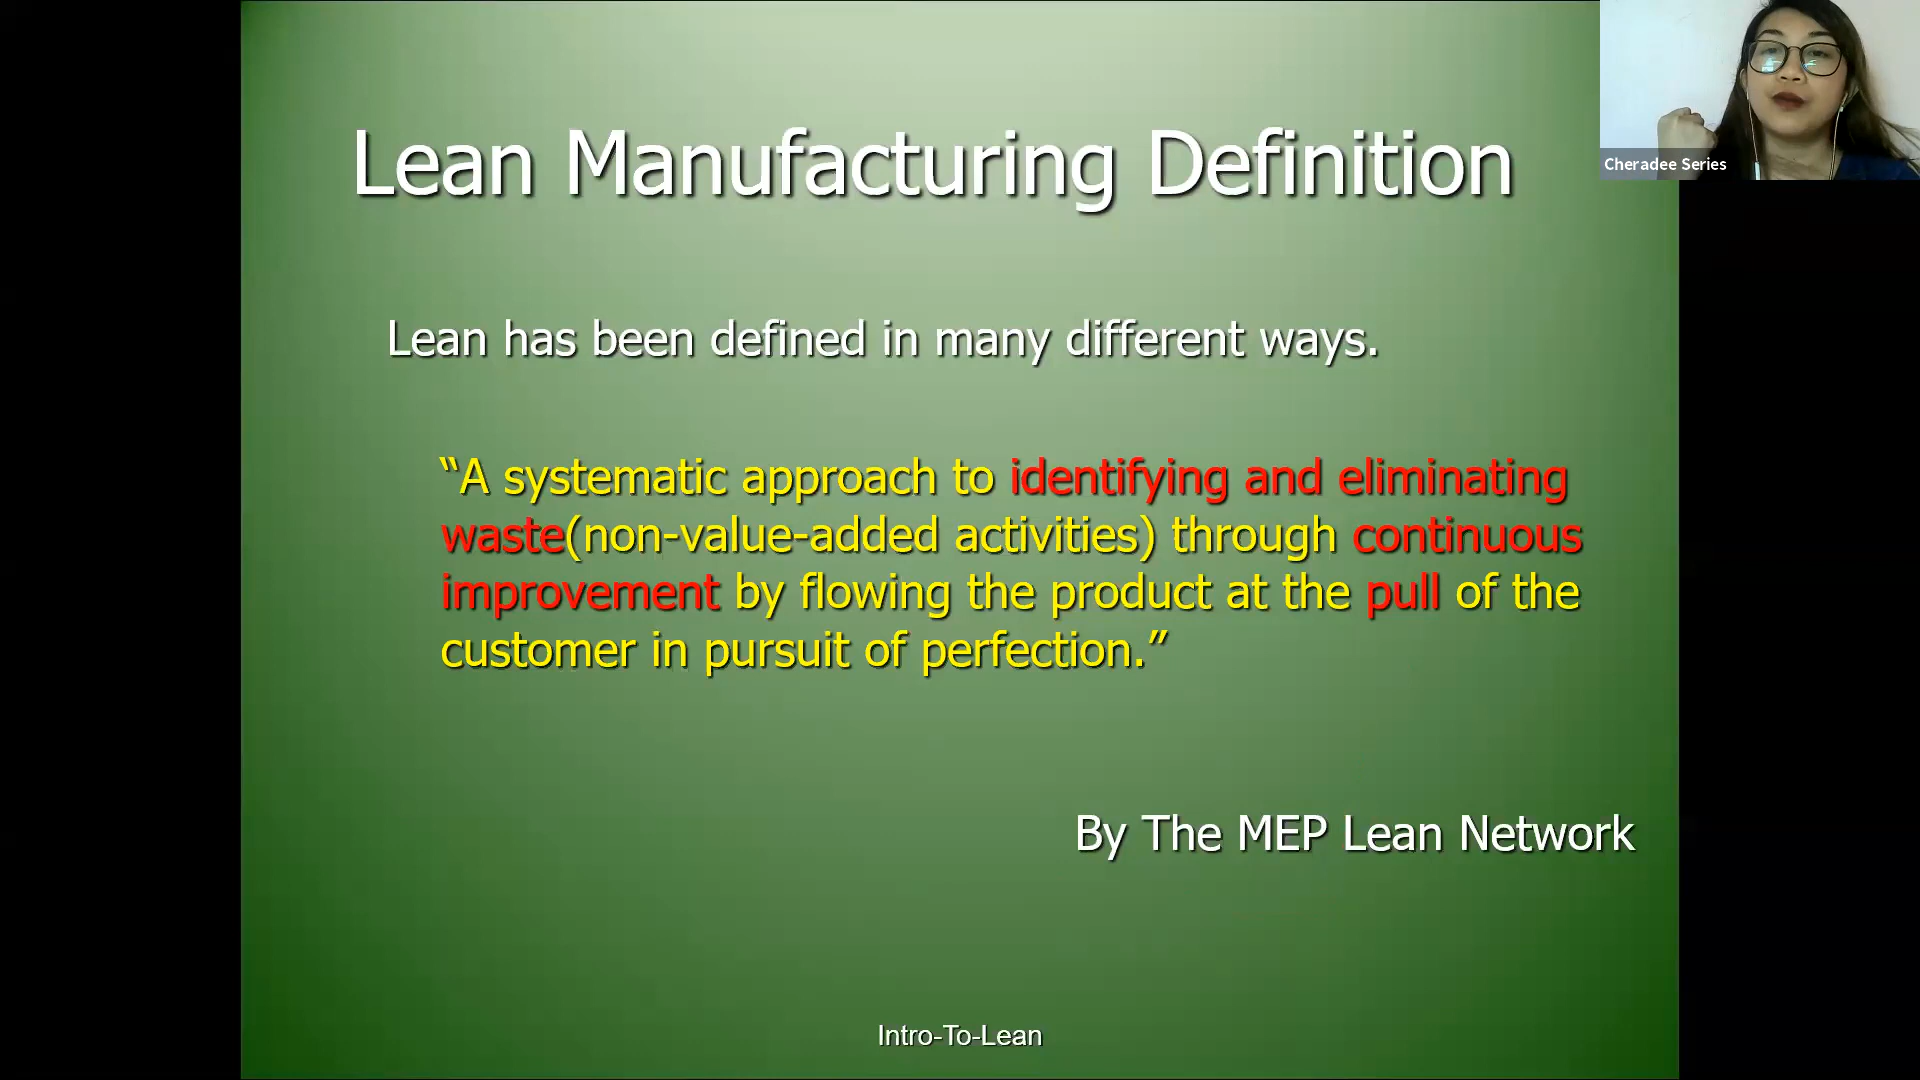 Lean Manufacturing Definition
Cheradee Series
Lean has been defined in many different ways.
“A systematic approach to identifying and eliminating
waste(non-value-added activities) through continuous
improvement by flowing the product at the pull of the
customer in pursuit of perfection.”
By The MEP Lean Network
Intro-To-Lean